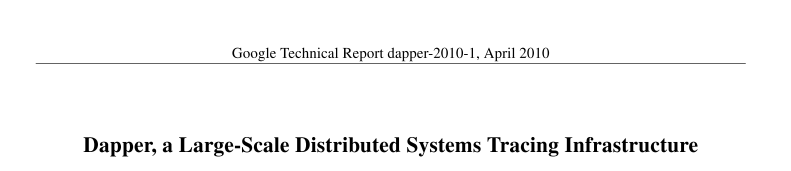 Google Technical Report dapper-2010-1, April 2010
Dapper, a Large-Scale Distributed Systems Tracing Infrastructure